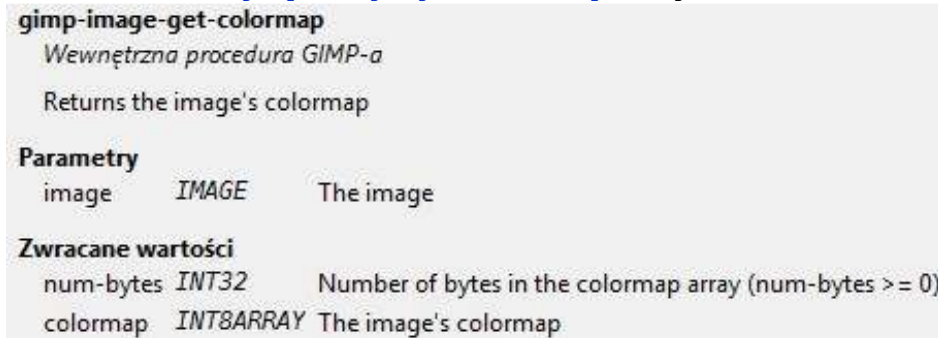 gimp-image-get-colormap
Wewnętrzna procedura GIMP-a
Returns the image's colormap
Parametry
image IMAGE The image
Zwracane wartości
num-bytes INT32 Number of bytes in the colormap array (num-bytes >= 0)
colormap INT8ARRAY The image's colormap